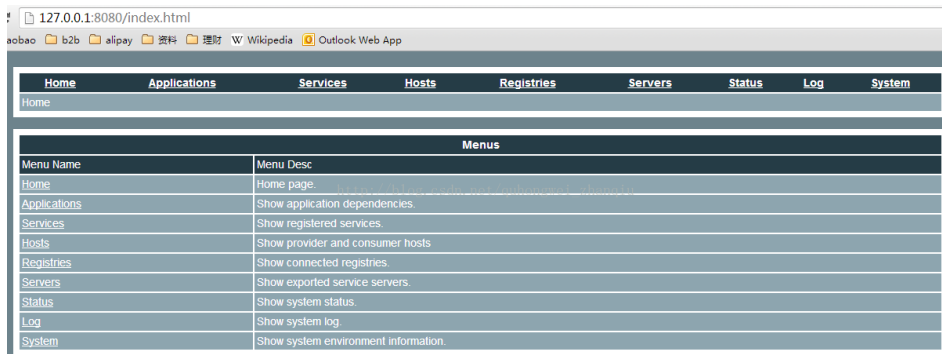 127.0.0.1:8080/index.html
aobao b2b alipay 资料 理财 W Wikipedia Outlook Web App
Home Applications Services Hosts Registries Servers Status Log System
Home
Menus
Menu Name Menu Desc
Home Home page.
Applications Show application dependencies.
Services Show registered services.
Hosts Show provider and consumer hosts
Registries Show connected registries.
Servers Show exported service servers.
Status Show system status.
Log Show system log.
System Show system environment information.